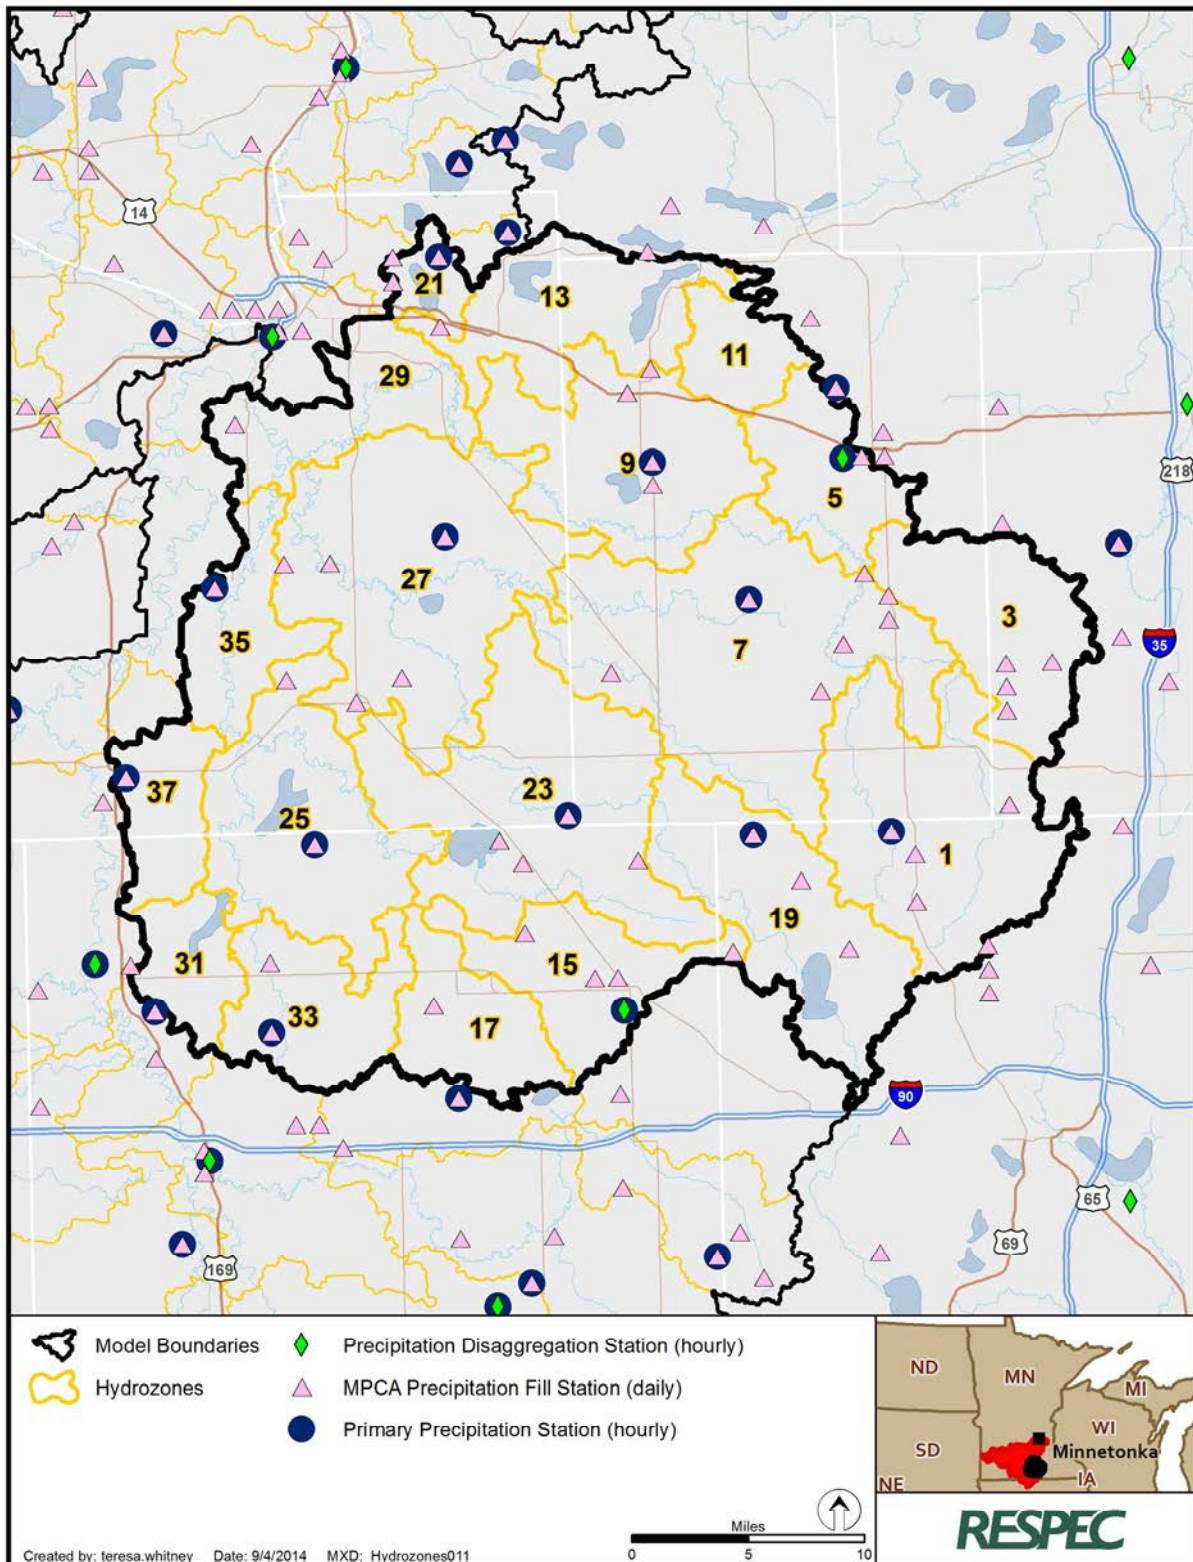 14
21
13
11
29
9
218
5
27
3
35
35
7
37
23
25
1
19
31
15
33
17
90
65
69
169
Model Boundaries
Precipitation Disaggregation Station (hourly)
Hydrozones
MPCA Precipitation Fill Station (daily)
Primary Precipitation Station (hourly)
ND
MN
MI
SD
WI
Minnetonka
NE
IA
RESPEC
Miles
0 5 10
Created by: teresa.whitney Date: 9/4/2014 MXD: Hydrozones011